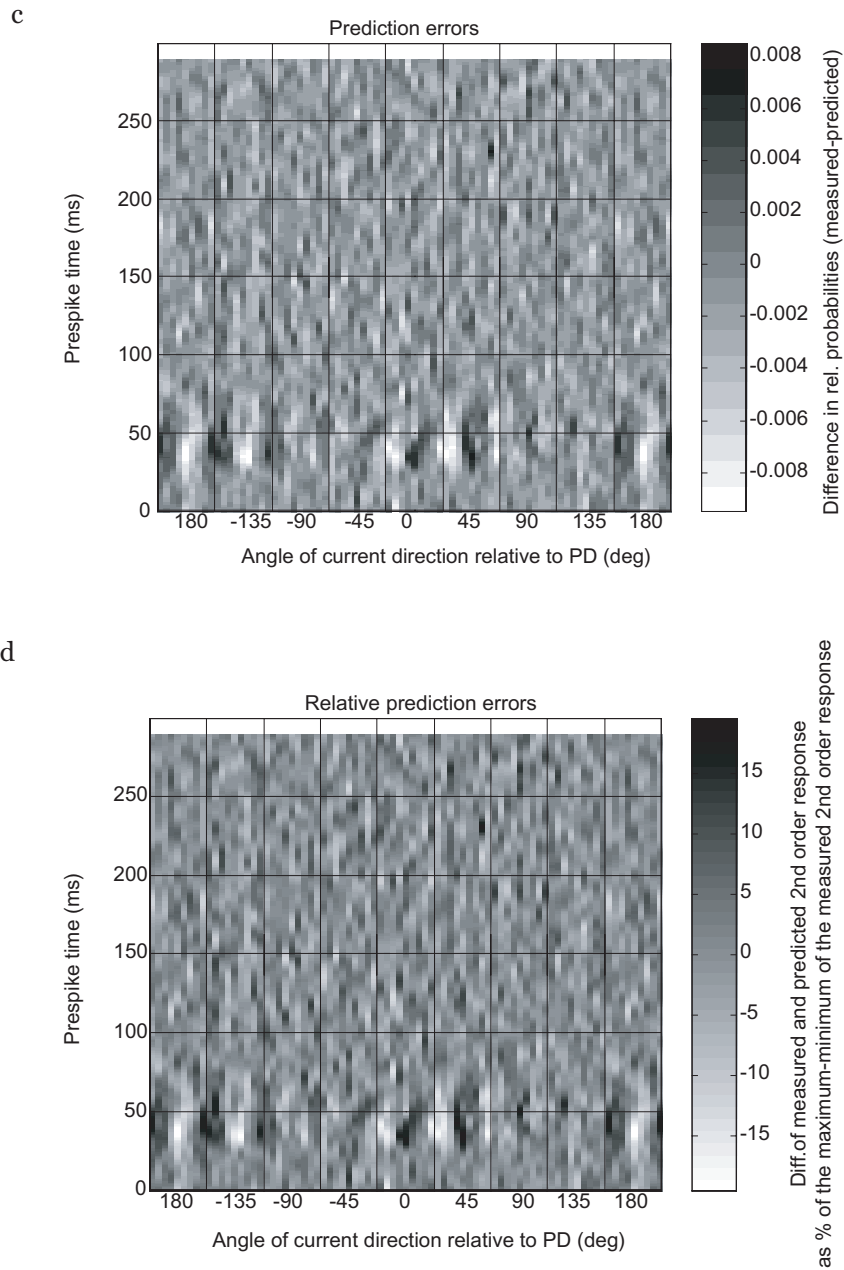 c
Prediction errors
250
200
150
100
50
0
Prespike time (ms)
180 -135 -90 -45 0 45 90 135 180
Angle of current direction relative to PD (deg)
0.008
0.006
0.004
0.002
0
-0.002
-0.004
-0.006
-0.008
Difference in rel. probabilities (measured-predicted)
d
Relative prediction errors
250
200
150
100
50
0
Prespike time (ms)
180 -135 -90 -45 0 45 90 135 180
Angle of current direction relative to PD (deg)
15
10
5
0
-5
-10
-15
Diff.of measured and predicted 2nd order response
as % of the maximum-minimum of the measured 2nd order response